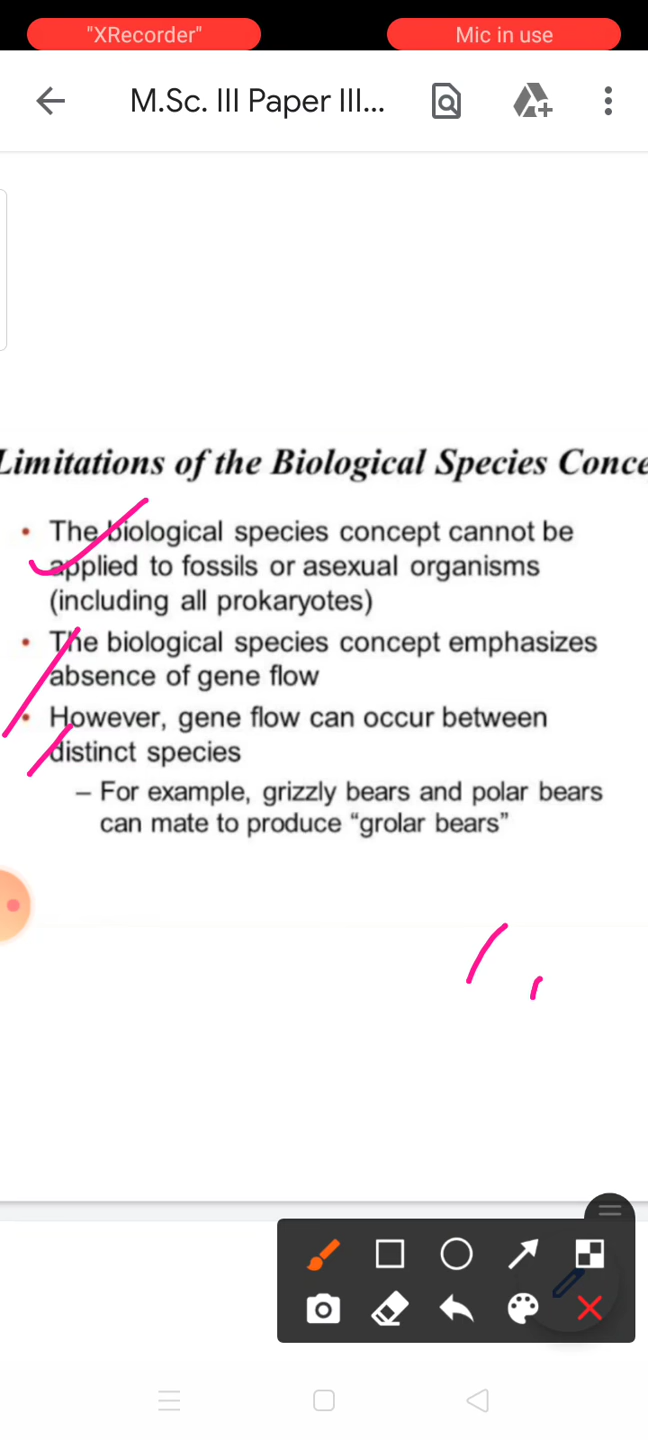 "XRecorder"
Mic in use
M.Sc. III Paper III...
Limitations of the Biological Species Conce
• The biological species concept cannot be
applied to fossils or asexual organisms
(including all prokaryotes)
• The biological species concept emphasizes
absence of gene flow
• However, gene flow can occur between
distinct species
– For example, grizzly bears and polar bears
can mate to produce “grolar bears”